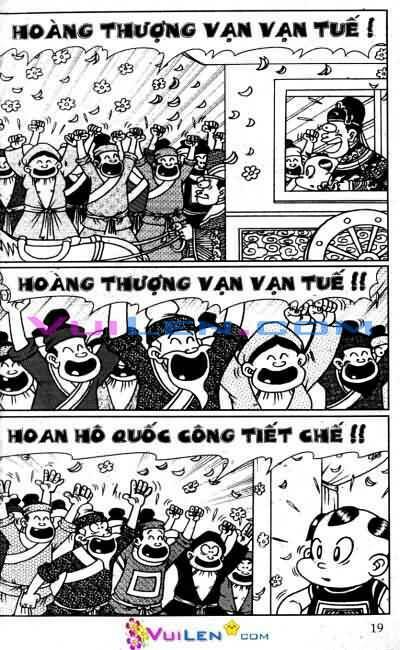 HOÀNG THƯỢNG VẠN VẠN TUẾ !
HOÀNG THƯỢNG VẠN VẠN TUẾ !!
VUILEN.COM
HOAN HÔ QUỐC CÔNG TIẾT CHẾ !!
19
VUILEN.COM